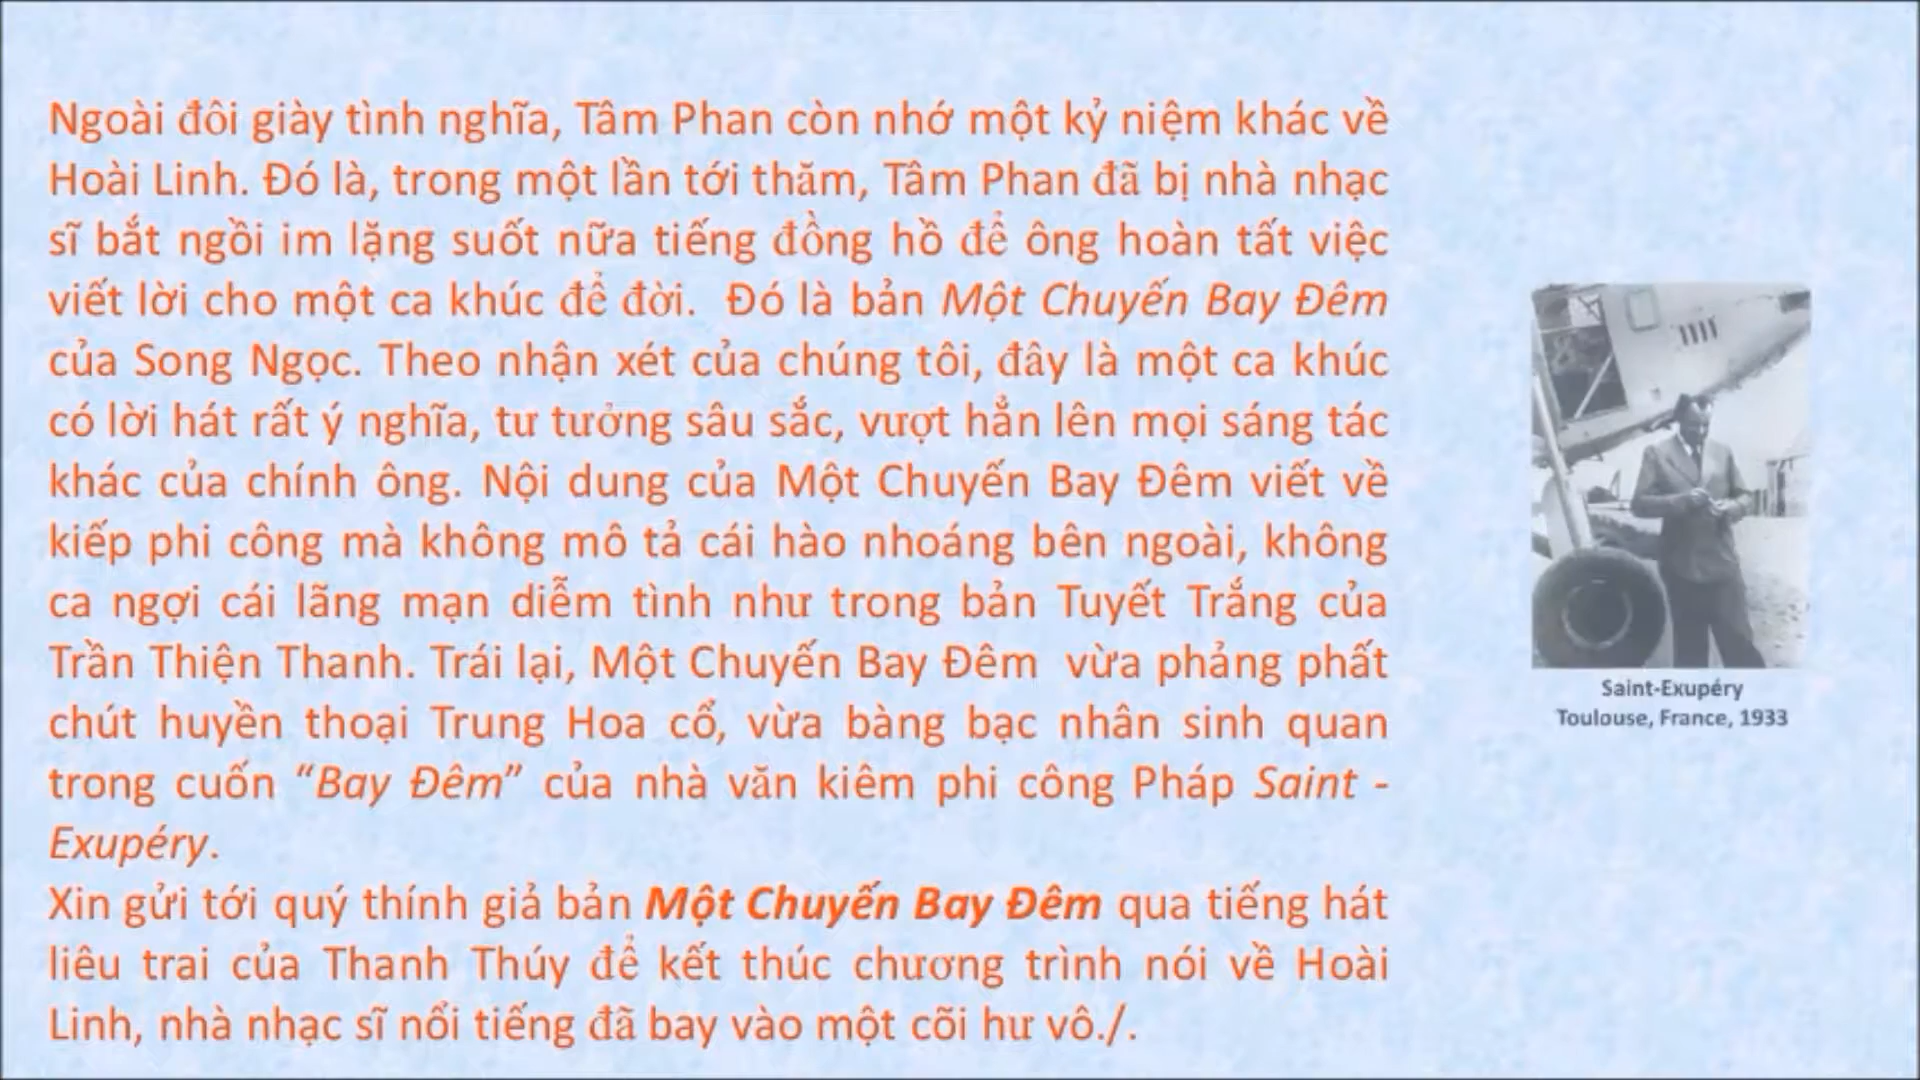 Ngoài đôi giày tình nghĩa, Tâm Phan còn nhớ một kỷ niệm khác về
Hoài Linh. Đó là, trong một lần tới thăm, Tâm Phan đã bị nhà nhạc
sĩ bắt ngồi im lặng suốt nữa tiếng đồng hồ để ông hoàn tất việc
viết lời cho một ca khúc để đời.  Đó là bản Một Chuyến Bay Đêm
của Song Ngọc. Theo nhận xét của chúng tôi, đây là một ca khúc
có lời hát rất ý nghĩa, tư tưởng sâu sắc, vượt hẳn lên mọi sáng tác
khác của chính ông. Nội dung của Một Chuyến Bay Đêm viết về
kiếp phi công mà không mô tả cái hào nhoáng bên ngoài, không
ca ngợi cái lãng mạn diễm tình như trong bản Tuyết Trắng của
Trần Thiện Thanh. Trái lại, Một Chuyến Bay Đêm  vừa phảng phất
chút huyền thoại Trung Hoa cổ, vừa bàng bạc nhân sinh quan
trong cuốn “Bay Đêm” của nhà văn kiêm phi công Pháp Saint -
Exupéry.
Xin gửi tới quý thính giả bản Một Chuyến Bay Đêm qua tiếng hát
liêu trai của Thanh Thúy để kết thúc chương trình nói về Hoài
Linh, nhà nhạc sĩ nổi tiếng đã bay vào một cõi hư vô./.
Saint-Exupéry
Toulouse, France, 1933